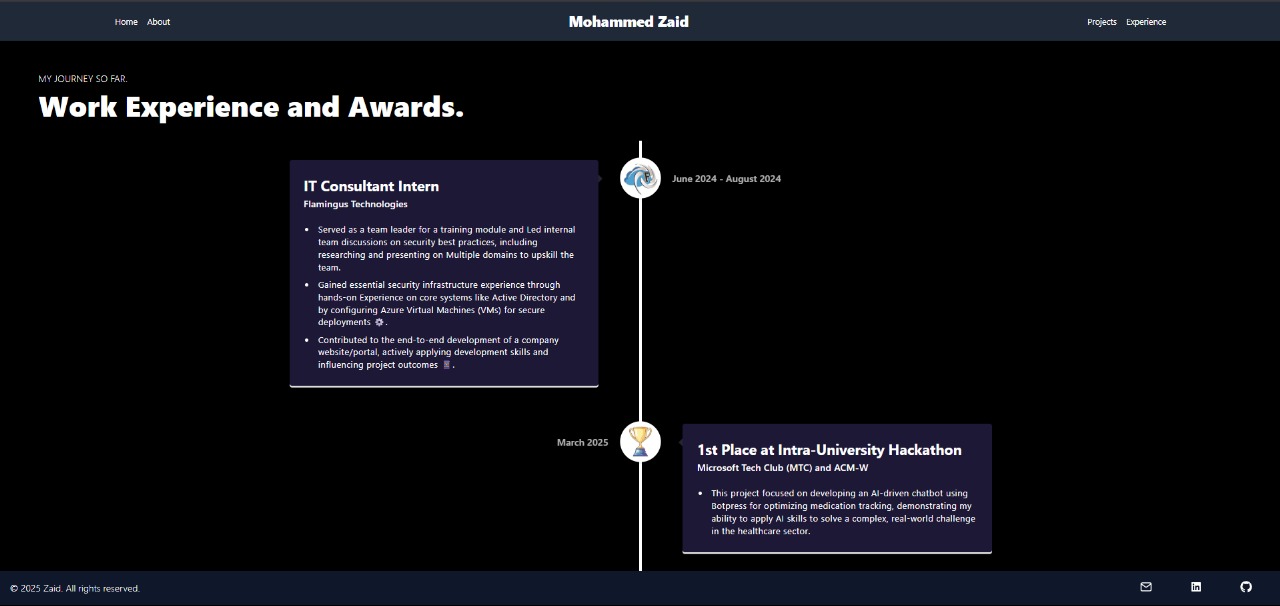 Home About
Mohammed Zaid
Projects Experience
MY JOURNEY SO FAR.
Work Experience and Awards.
June 2024 - August 2024
IT Consultant Intern
Flamingus Technologies
• Served as a team leader for a training module and Led internal
team discussions on security best practices, including
researching and presenting on Multiple domains to upskill the
team.
• Gained essential security infrastructure experience through
hands-on Experience on core systems like Active Directory and
by configuring Azure Virtual Machines (VMs) for secure
deployments ⚙️.
• Contributed to the end-to-end development of a company
website/portal, actively applying development skills and
influencing project outcomes .
March 2025
1st Place at Intra-University Hackathon
Microsoft Tech Club (MTC) and ACM-W
• This project focused on developing an AI-driven chatbot using
Botpress for optimizing medication tracking, demonstrating my
ability to apply AI skills to solve a complex, real-world challenge
in the healthcare sector.
© 2025 Zaid. All rights reserved.